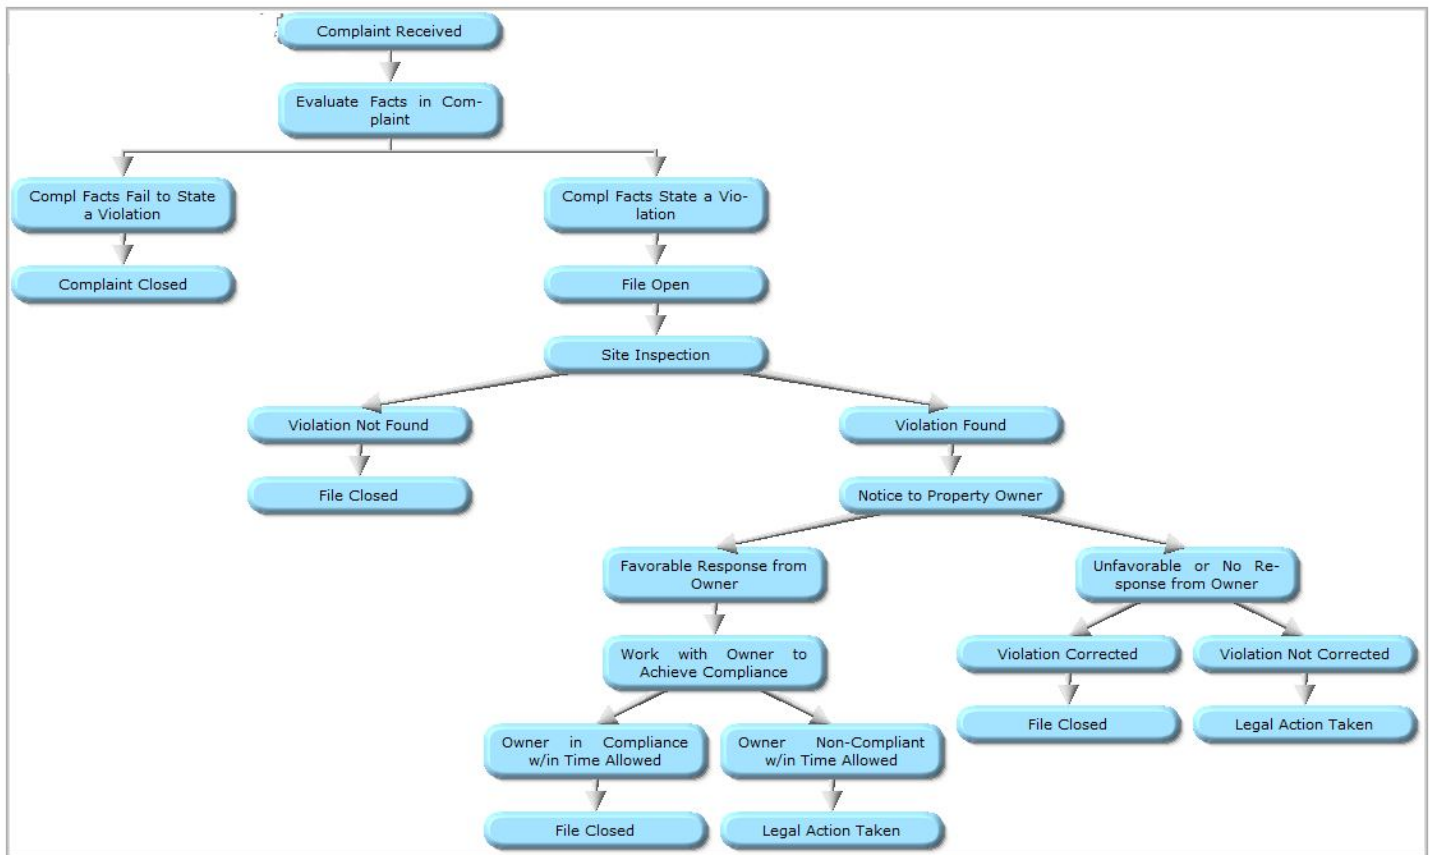 Complaint Received
Evaluate Facts in Com-
plaint
Compl Facts Fail to State
a Violation
Compl Facts State a Vio-
lation
Complaint Closed
File Open
Site Inspection
Violation Not Found
Violation Found
File Closed
Notice to Property Owner
Favorable Response from
Owner
Unfavorable or No Re-
sponse from Owner
Work with Owner to
Achieve Compliance
Violation Corrected
Violation Not Corrected
File Closed
Legal Action Taken
Owner in Compliance
w/in Time Allowed
Owner Non-Compliant
w/in Time Allowed
File Closed
Legal Action Taken